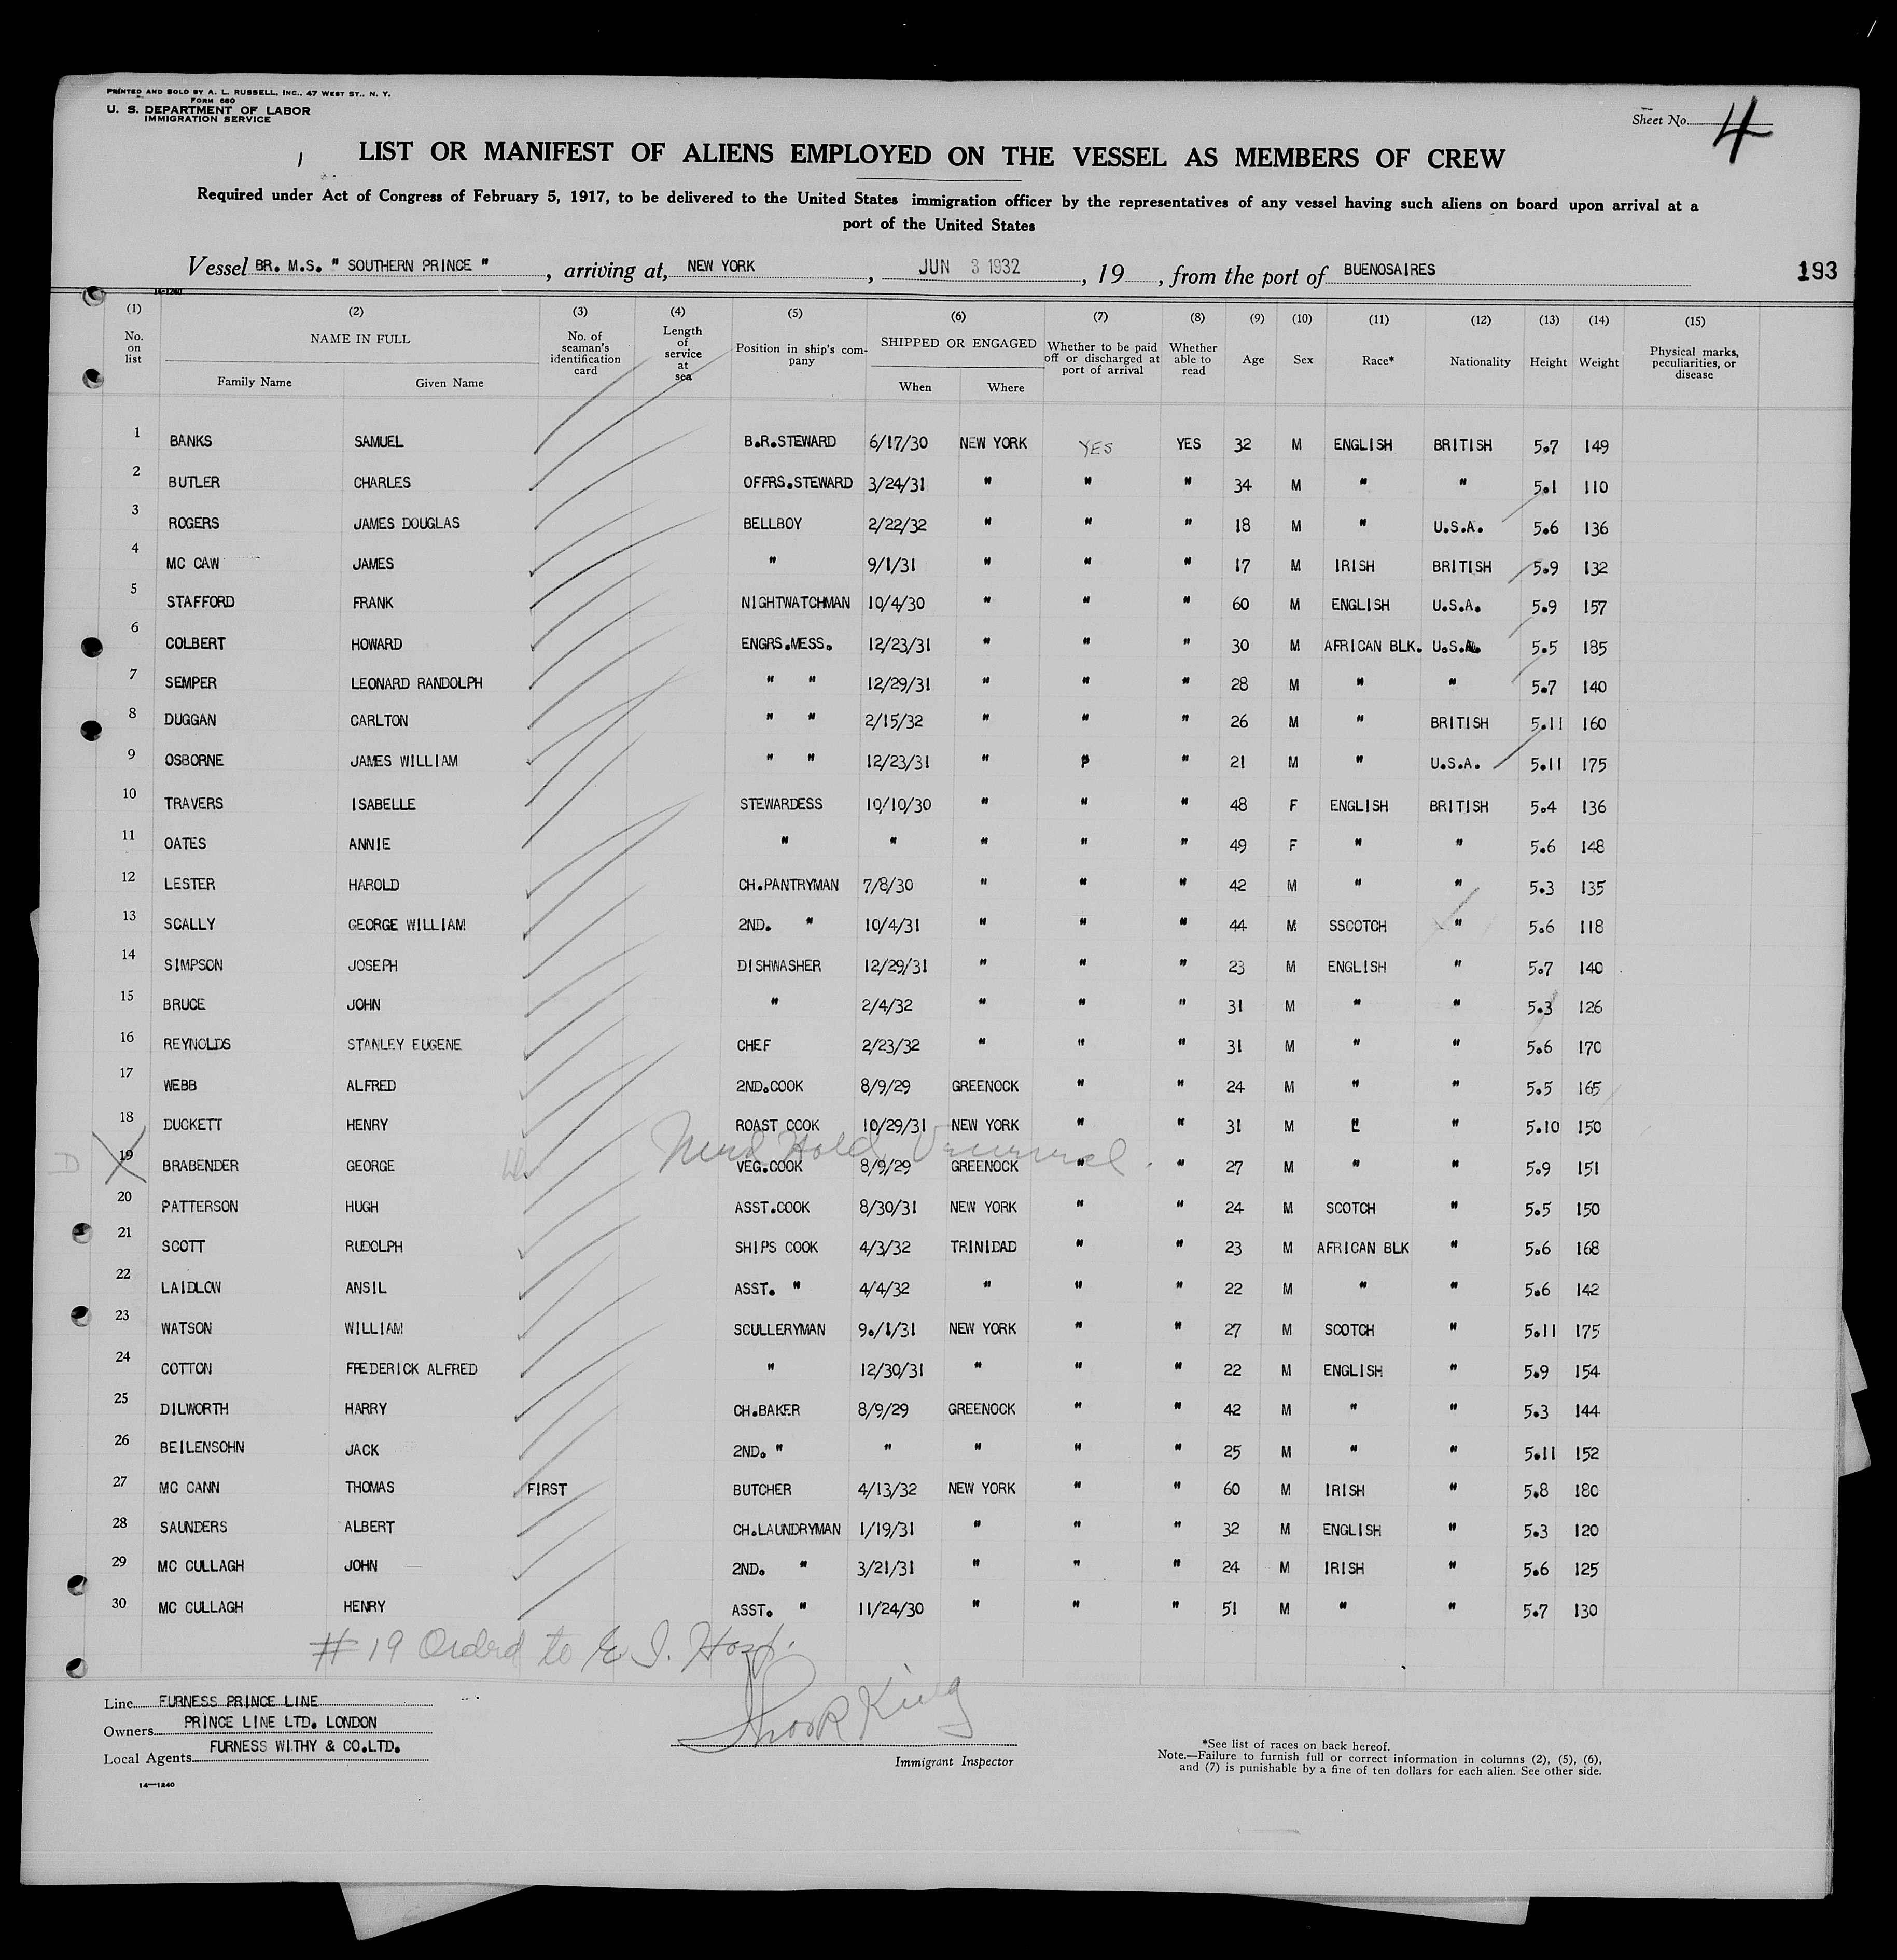 PRINTED AND SOLD BY A. L. RUSSELL, INC., 47 WEST ST., N. Y.
FORM 680
U. S. DEPARTMENT OF LABOR
IMMIGRATION SERVICE
Sheet No. 4
LIST OR MANIFEST OF ALIENS EMPLOYED ON THE VESSEL AS MEMBERS OF CREW
Required under Act of Congress of February 5, 1917, to be delivered to the United States immigration officer by the representatives of any vessel having such aliens on board upon arrival at a
port of the United States
Vessel BR. M.S. " SOUTHERN PRINCE " , arriving at, NEW YORK , JUN 3 1932 , 19 , from the port of BUENOSAIRES 193
14-1240
(1) (2) (3) (4) (5) (6) (7) (8) (9) (10) (11) (12) (13) (14) (15)
No. on list NAME IN FULL Family Name Given Name No. of seaman's identification card Length of service at sea Position in ship's company SHIPPED OR ENGAGED When Where Whether to be paid off or discharged at port of arrival Whether able to read Age Sex Race* Nationality Height Weight Physical marks, peculiarities, or disease
1 BANKS SAMUEL B.R.STEWARD 6/17/30 NEW YORK YES YES 32 M ENGLISH BRITISH 5.7 149
2 BUTLER CHARLES OFFRS.STEWARD 3/24/31 " " " 34 M " " 5.1 110
3 ROGERS JAMES DOUGLAS BELLBOY 2/22/32 " " " 18 M " U.S.A. 5.6 136
4 MC CAW JAMES " 9/1/31 " " " 17 M IRISH BRITISH 5.9 132
5 STAFFORD FRANK NIGHTWATCHMAN 10/4/30 " " " 60 M ENGLISH U.S.A. 5.9 157
6 COLBERT HOWARD ENGRS.MESS. 12/23/31 " " " 30 M AFRICAN BLK. U.S.A. 5.5 185
7 SEMPER LEONARD RANDOLPH " " 12/29/31 " " " 28 M " " 5.7 140
8 DUGGAN CARLTON " " 2/15/32 " " " 26 M " BRITISH 5.11 160
9 OSBORNE JAMES WILLIAM " " 12/23/31 " " " 21 M " U.S.A. 5.11 175
10 TRAVERS ISABELLE STEWARDESS 10/10/30 " " " 48 F ENGLISH BRITISH 5.4 136
11 OATES ANNIE " " " " " 49 F " " 5.6 148
12 LESTER HAROLD CH.PANTRYMAN 7/8/30 " " " 42 M " " 5.3 135
13 SCALLY GEORGE WILLIAM 2ND. " 10/4/31 " " " 44 M SSCOTCH " 5.6 118
14 SIMPSON JOSEPH DISHWASHER 12/29/31 " " " 23 M ENGLISH " 5.7 140
15 BRUCE JOHN " 2/4/32 " " " 31 M " " 5.3 126
16 REYNOLDS STANLEY EUGENE CHEF 2/23/32 " " " 31 M " " 5.6 170
17 WEBB ALFRED 2ND.COOK 8/9/29 GREENOCK " " 24 M " " 5.5 165
18 DUCKETT HENRY ROAST COOK 10/29/31 NEW YORK " " 31 M E " 5.10 150
Hold
D 19 BRABENDER GEORGE VEG.COOK 8/9/29 GREENOCK " " 27 M " " 5.9 151
20 PATTERSON HUGH ASST.COOK 8/30/31 NEW YORK " " 24 M SCOTCH " 5.5 150
21 SCOTT RUDOLPH SHIPS COOK 4/3/32 TRINIDAD " " 23 M AFRICAN BLK " 5.6 168
22 LAIDLOW ANSIL ASST. " 4/4/32 " " " 22 M " " 5.6 142
23 WATSON WILLIAM SCULLERYMAN 9./1/31 NEW YORK " " 27 M SCOTCH " 5.11 175
24 COTTON FREDERICK ALFRED " 12/30/31 " " " 22 M ENGLISH " 5.9 154
25 DILWORTH HARRY CH.BAKER 8/9/29 GREENOCK " " 42 M " " 5.3 144
26 BEILENSOHN JACK 2ND. " " " " " 25 M " " 5.11 152
27 MC CANN THOMAS FIRST BUTCHER 4/13/32 NEW YORK " " 60 M IRISH " 5.8 180
28 SAUNDERS ALBERT CH.LAUNDRYMAN 1/19/31 " " " 32 M ENGLISH " 5.3 120
29 MC CULLAGH JOHN 2ND. " 3/21/31 " " " 24 M IRISH " 5.6 125
30 MC CULLAGH HENRY ASST. " 11/24/30 " " " 51 M " " 5.7 130
# 19 Ordered to E I. Hosp.
Line FURNESS PRINCE LINE
Owners PRINCE LINE LTD. LONDON
Local Agents FURNESS WITHY & CO.LTD.
14—1240
King
Immigrant Inspector
*See list of races on back hereof.
Note.—Failure to furnish full or correct information in columns (2), (5), (6),
and (7) is punishable by a fine of ten dollars for each alien. See other side.